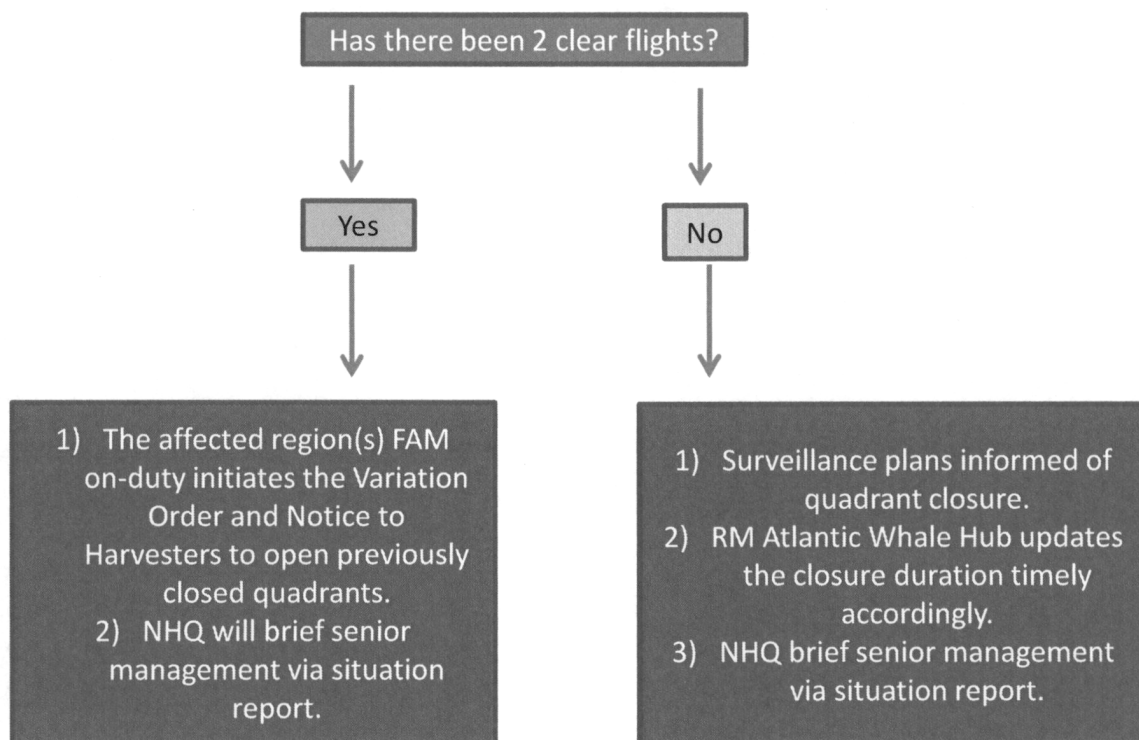 Has there been 2 clear flights?
Yes
No
1) The affected region(s) FAM
on-duty initiates the Variation
Order and Notice to
Harvesters to open previously
closed quadrants.
2) NHQ will brief senior
management via situation
report.
1) Surveillance plans informed of
quadrant closure.
2) RM Atlantic Whale Hub updates
the closure duration timely
accordingly.
3) NHQ brief senior management
via situation report.